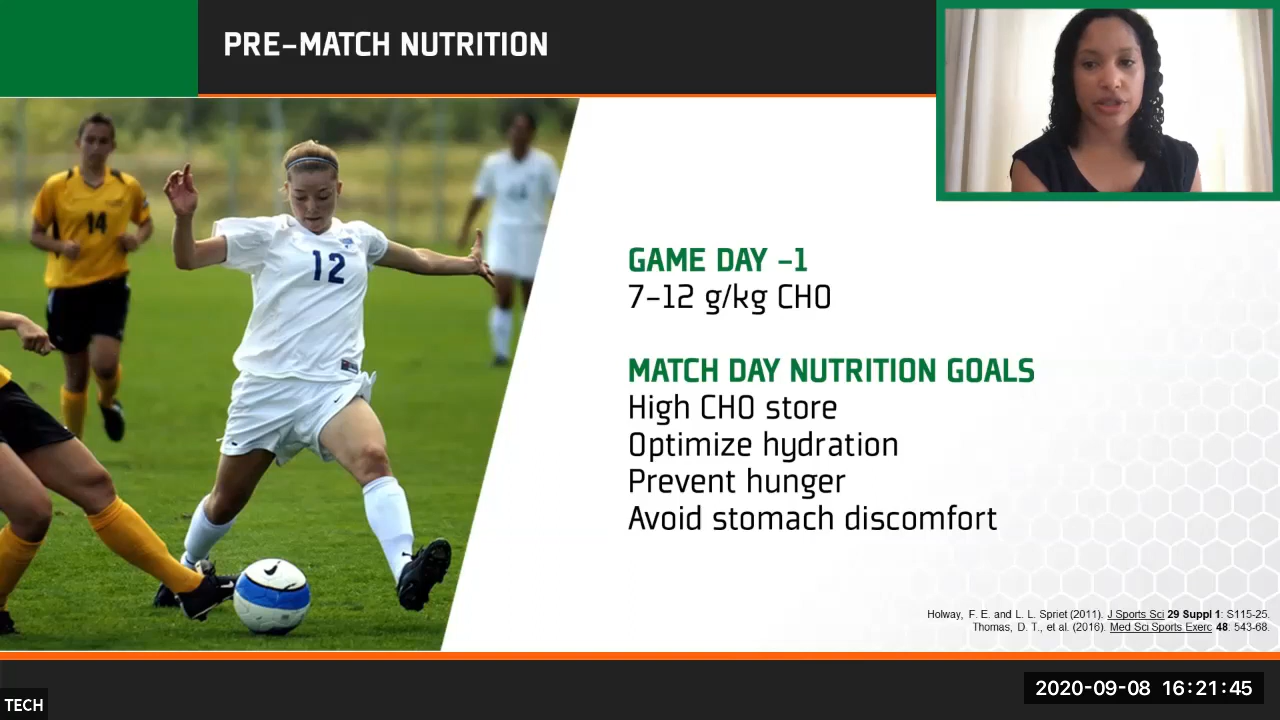 PRE-MATCH NUTRITION
14
12
GAME DAY -1
7-12 g/kg CHO
MATCH DAY NUTRITION GOALS
High CHO store
Optimize hydration
Prevent hunger
Avoid stomach discomfort
Holway, F. E. and L. L. Spriet (2011). J Sports Sci 29 Suppl 1: S115-25.
Thomas, D. T., et al. (2016). Med Sci Sports Exerc 48: 543-68.
2020-09-08 16:21:45
TECH